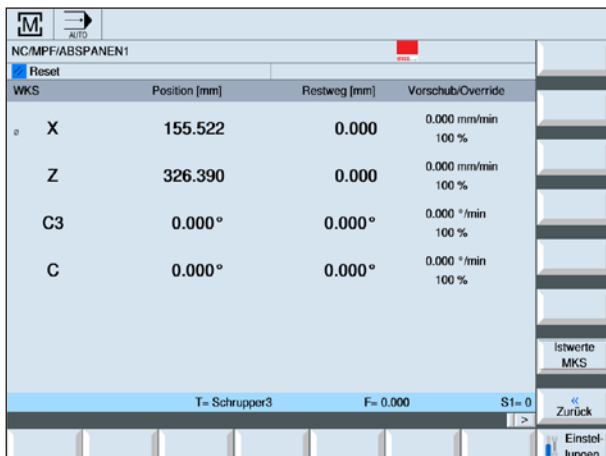 M
AUTO
NC/MPF/ABSPANEN1
Reset
WKS Position [mm] Restweg [mm] Vorschub/Override
ø X 155.522 0.000 0.000 mm/min
100 %
Z 326.390 0.000 0.000 mm/min
100 %
C3 0.000° 0.000° 0.000 °/min
100 %
C 0.000° 0.000° 0.000 °/min
100 %
Istwerte
MKS
T= Schrupper3 F= 0.000 S1= 0
«
Zurück
>
Einstel-
lungen